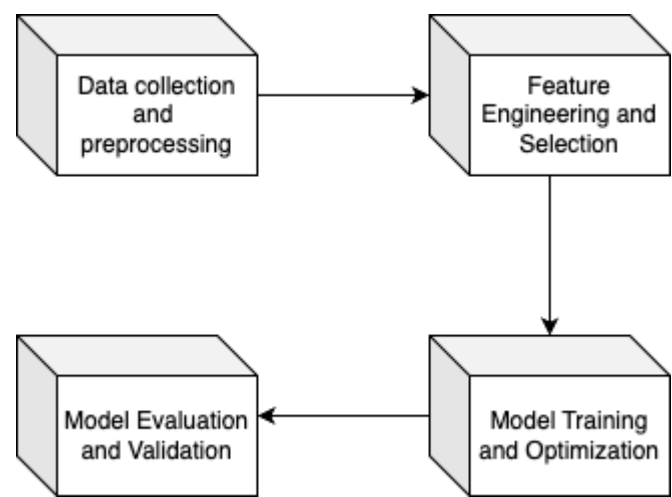 Data collection
and
preprocessing
Feature
Engineering and
Selection
Model Training
and Optimization
Model Evaluation
and Validation